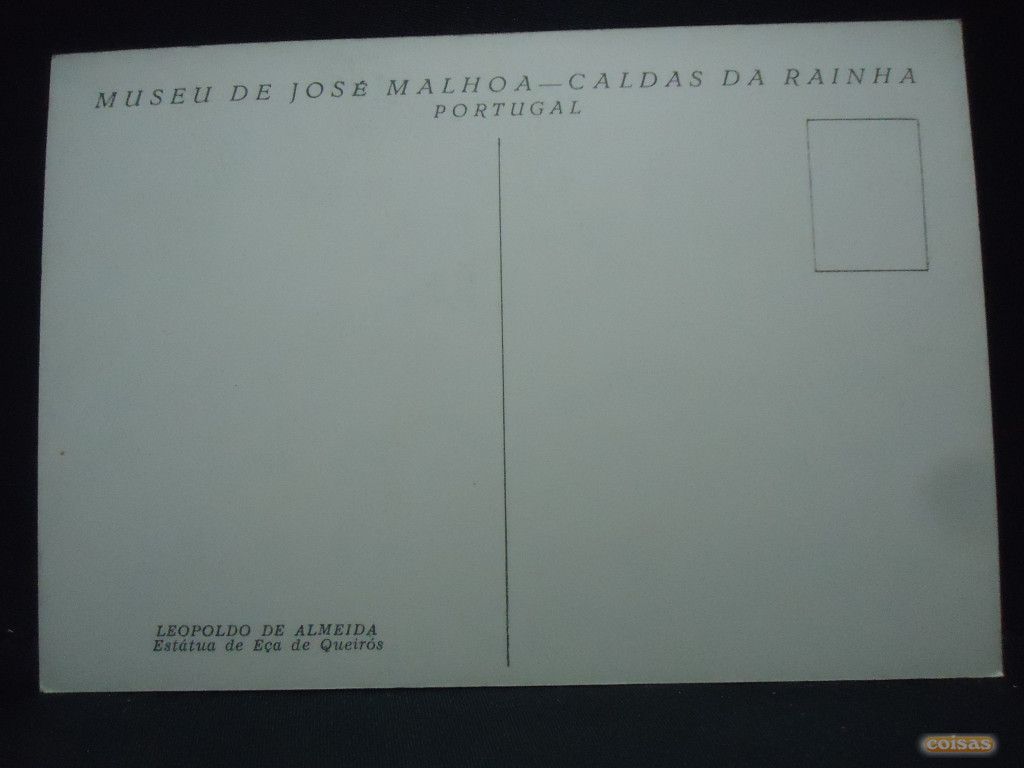 MUSEU DE JOSÉ MALHOA—CALDAS DA RAINHA
PORTUGAL
LEOPOLDO DE ALMEIDA
Estátua de Eça de Queirós
coisas